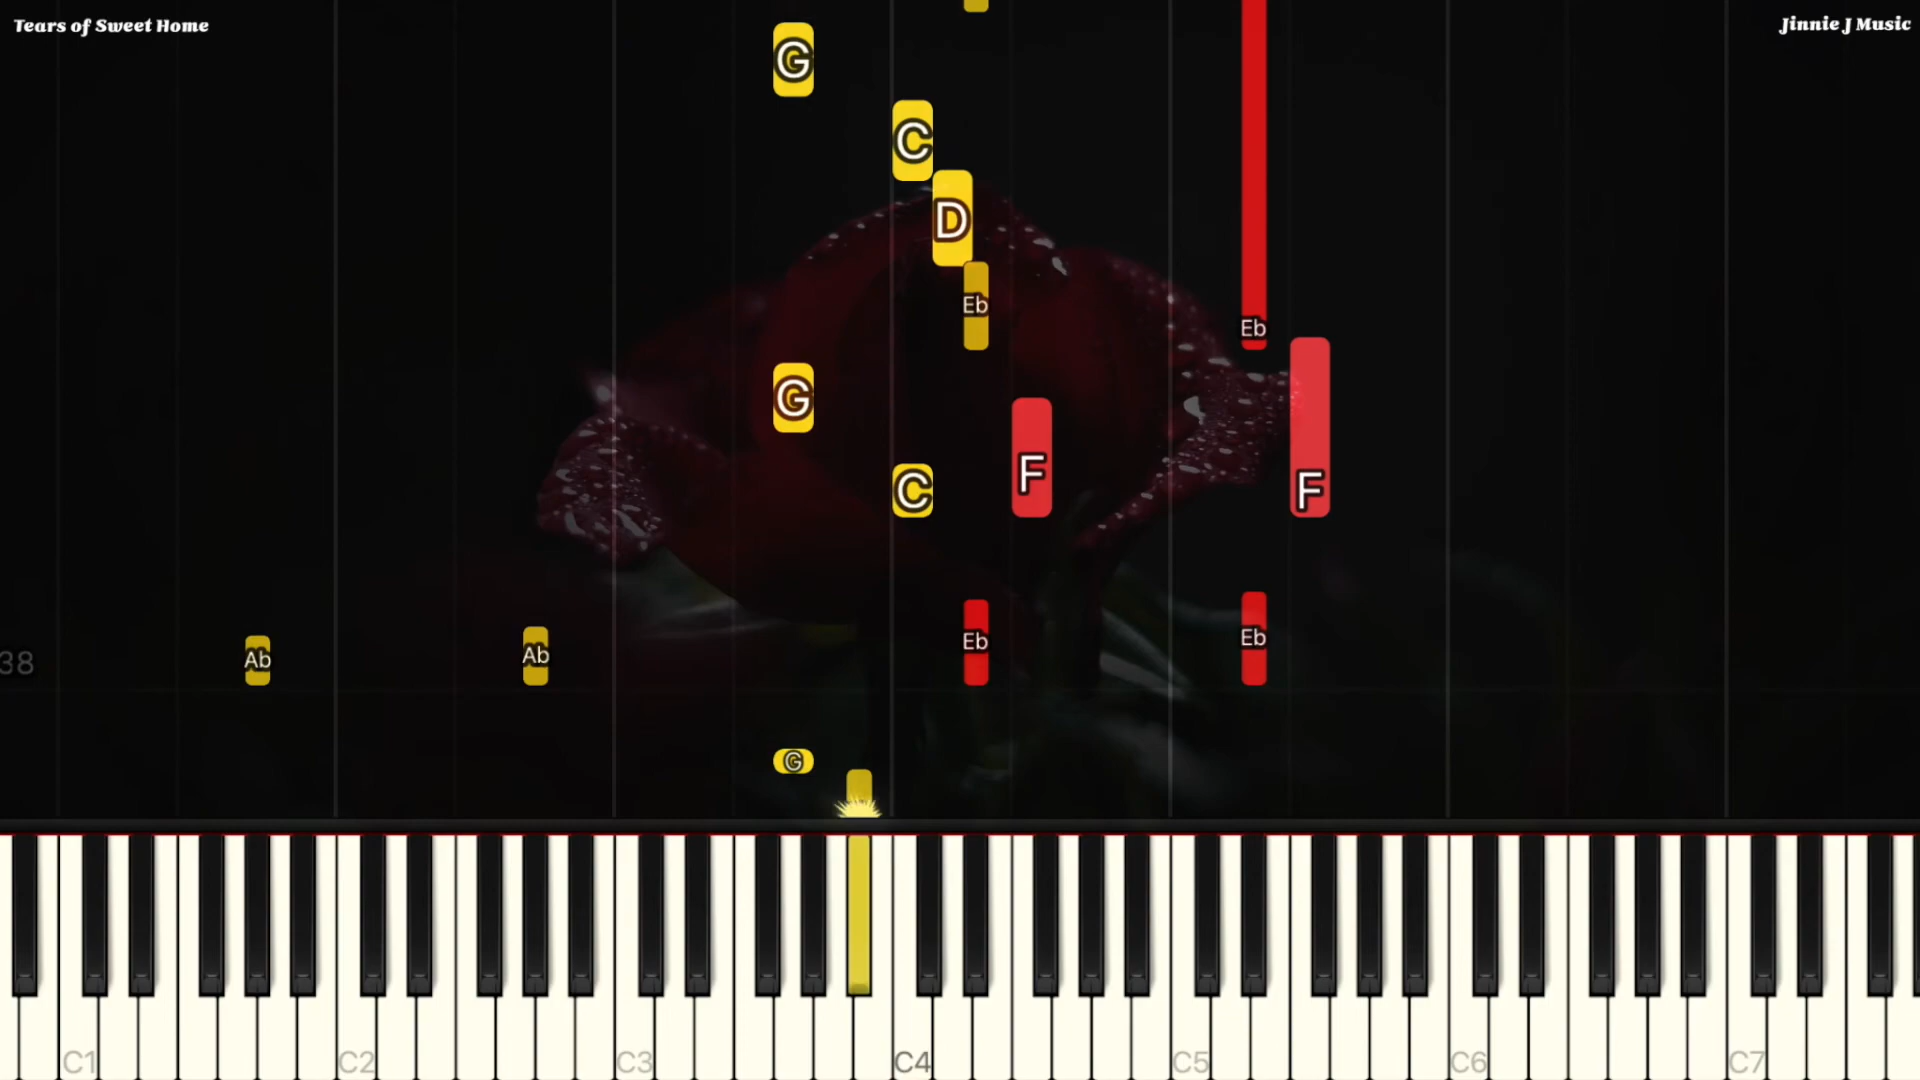 Tears of Sweet Home
Jinnie J Music
G
C
D
Eb
Eb
G
F
C
F
Eb
Eb
Ab
Ab
38
G
C1
C2
C3
C4
C5
C6
C7